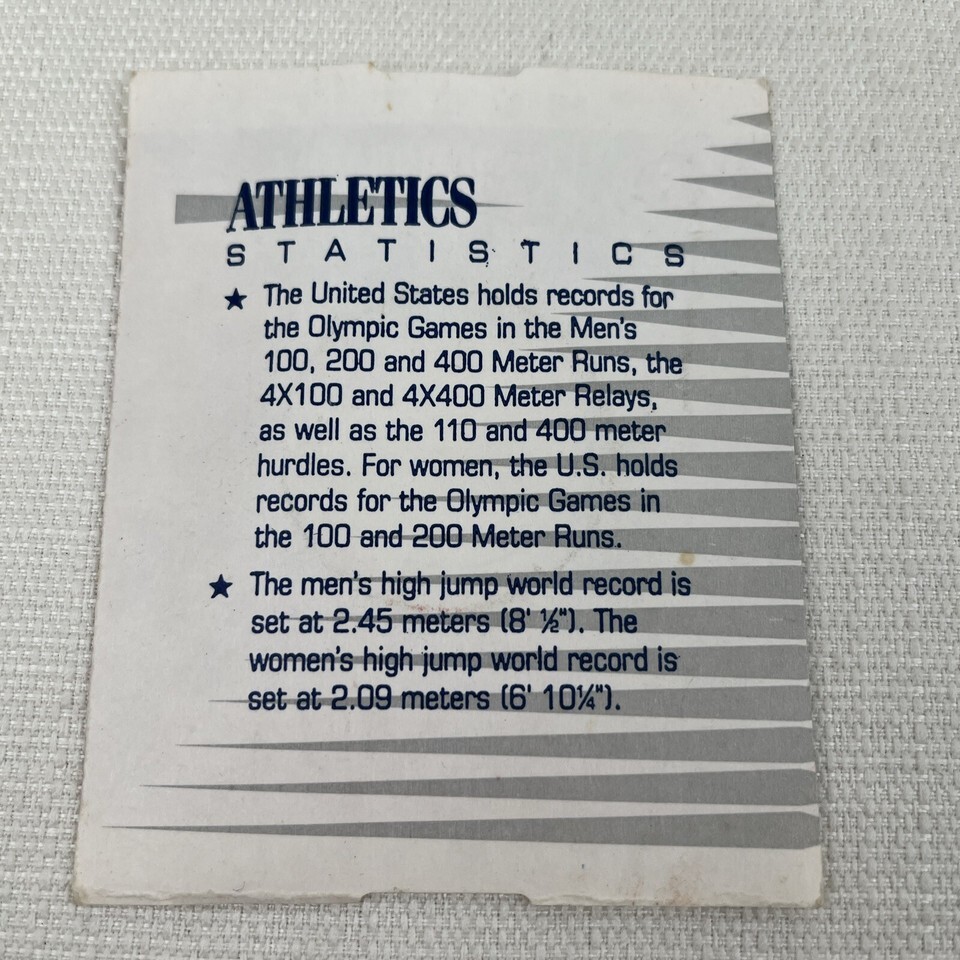 ATHLETICS
STATISTICS
★ The United States holds records for
the Olympic Games in the Men's
100, 200 and 400 Meter Runs, the
4X100 and 4X400 Meter Relays,
as well as the 110 and 400 meter
hurdles. For women, the U.S. holds
records for the Olympic Games in
the 100 and 200 Meter Runs.
★ The men's high jump world record is
set at 2.45 meters (8' ½"). The
women's high jump world record is
set at 2.09 meters (6' 10¼").